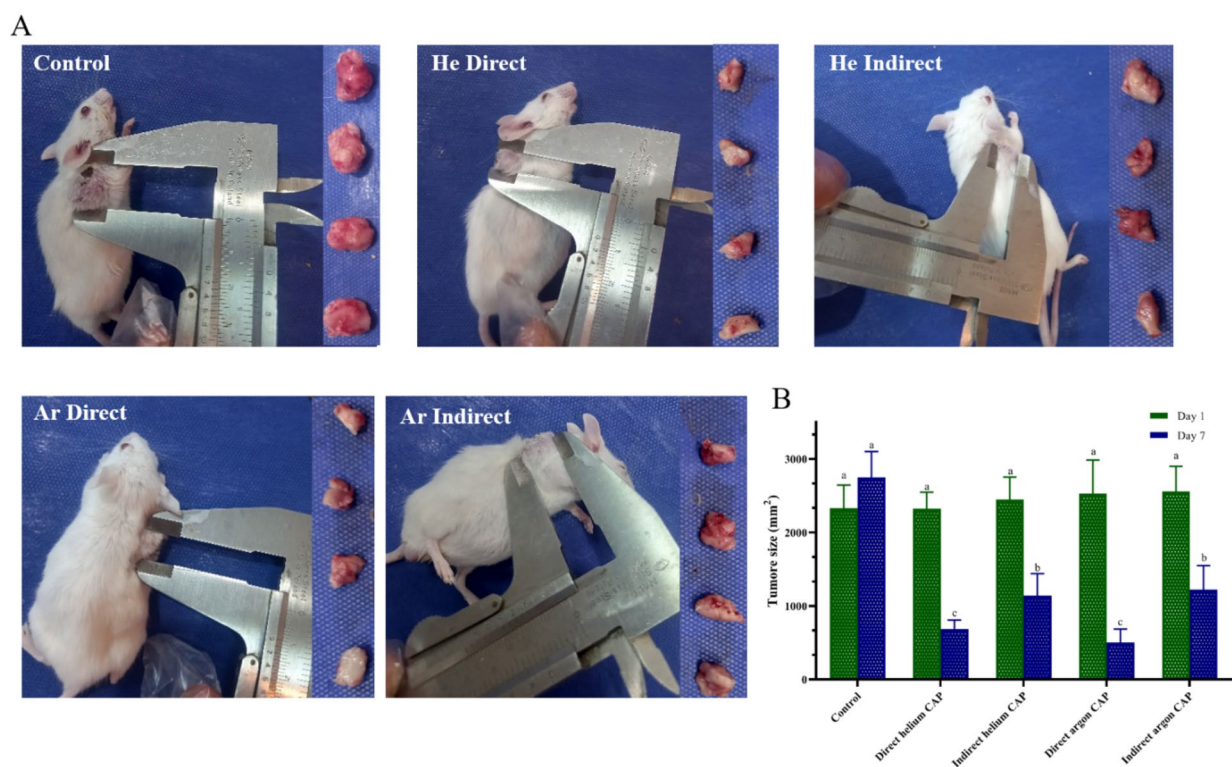 A
Control
He Direct
He Indirect
Ar Direct
Ar Indirect
B
Day 1
Day 7
Tumore size (mm²)
3000
2000
1000
0
a
a
a
c
a
b
a
c
a
b
Control
Direct helium CAP
Indirect helium CAP
Direct argon CAP
Indirect argon CAP